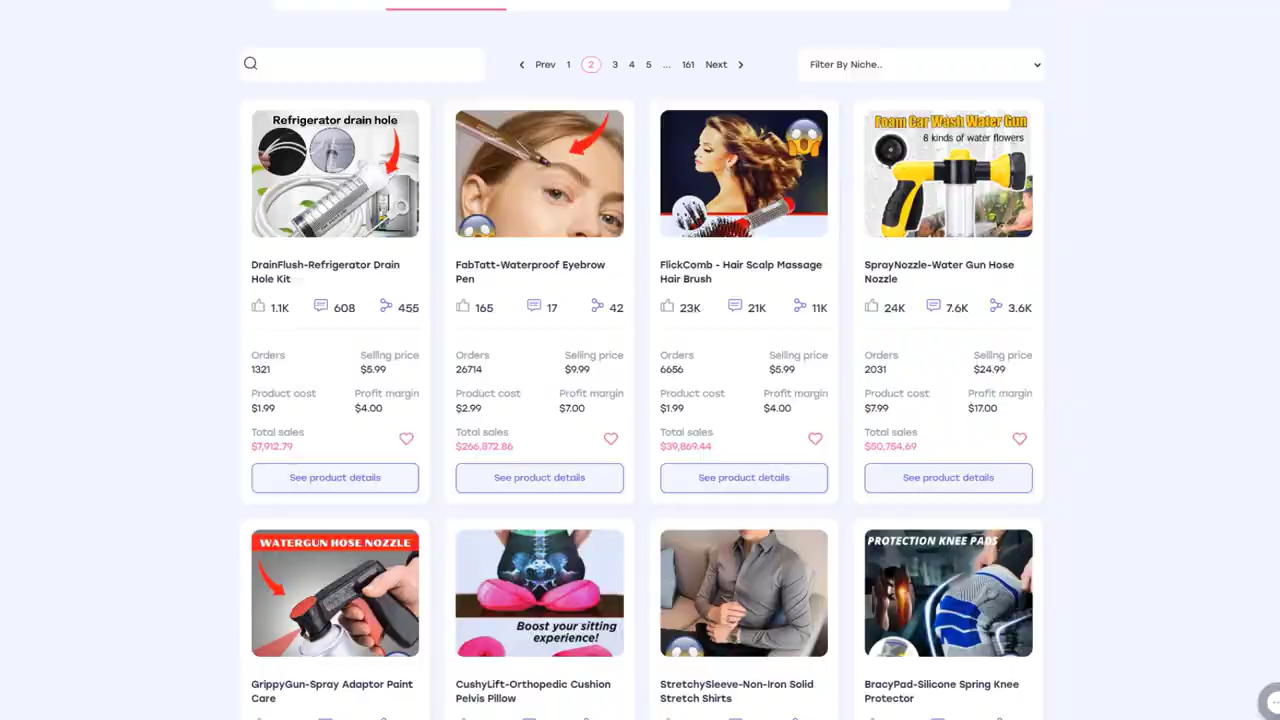 Prev 1 2 3 4 5 ... 161 Next
Filter By Niche..
Refrigerator drain hole
Foam Car Wash Water Gun
8 kinds of water flowers
DrainFlush-Refrigerator Drain
Hole Kit
FabTatt-Waterproof Eyebrow
Pen
FlickComb - Hair Scalp Massage
Hair Brush
SprayNozzle-Water Gun Hose
Nozzle
1.1K 608 455
165 17 42
23K 21K 11K
24K 7.6K 3.6K
Orders Selling price
1321 $5.99
Product cost Profit margin
$1.99 $4.00
Total sales
$7,912.79
See product details
Orders Selling price
26714 $9.99
Product cost Profit margin
$2.99 $7.00
Total sales
$266,872.86
See product details
Orders Selling price
6656 $5.99
Product cost Profit margin
$1.99 $4.00
Total sales
$39,869.44
See product details
Orders Selling price
2031 $24.99
Product cost Profit margin
$7.99 $17.00
Total sales
$50,754.69
See product details
WATERGUN HOSE NOZZLE
Boost your sitting
experience!
PROTECTION KNEE PADS
GrippyGun-Spray Adaptor Paint
Care
CushyLift-Orthopedic Cushion
Pelvis Pillow
StretchySleeve-Non-Iron Solid
Stretch Shirts
BracyPad-Silicone Spring Knee
Protector